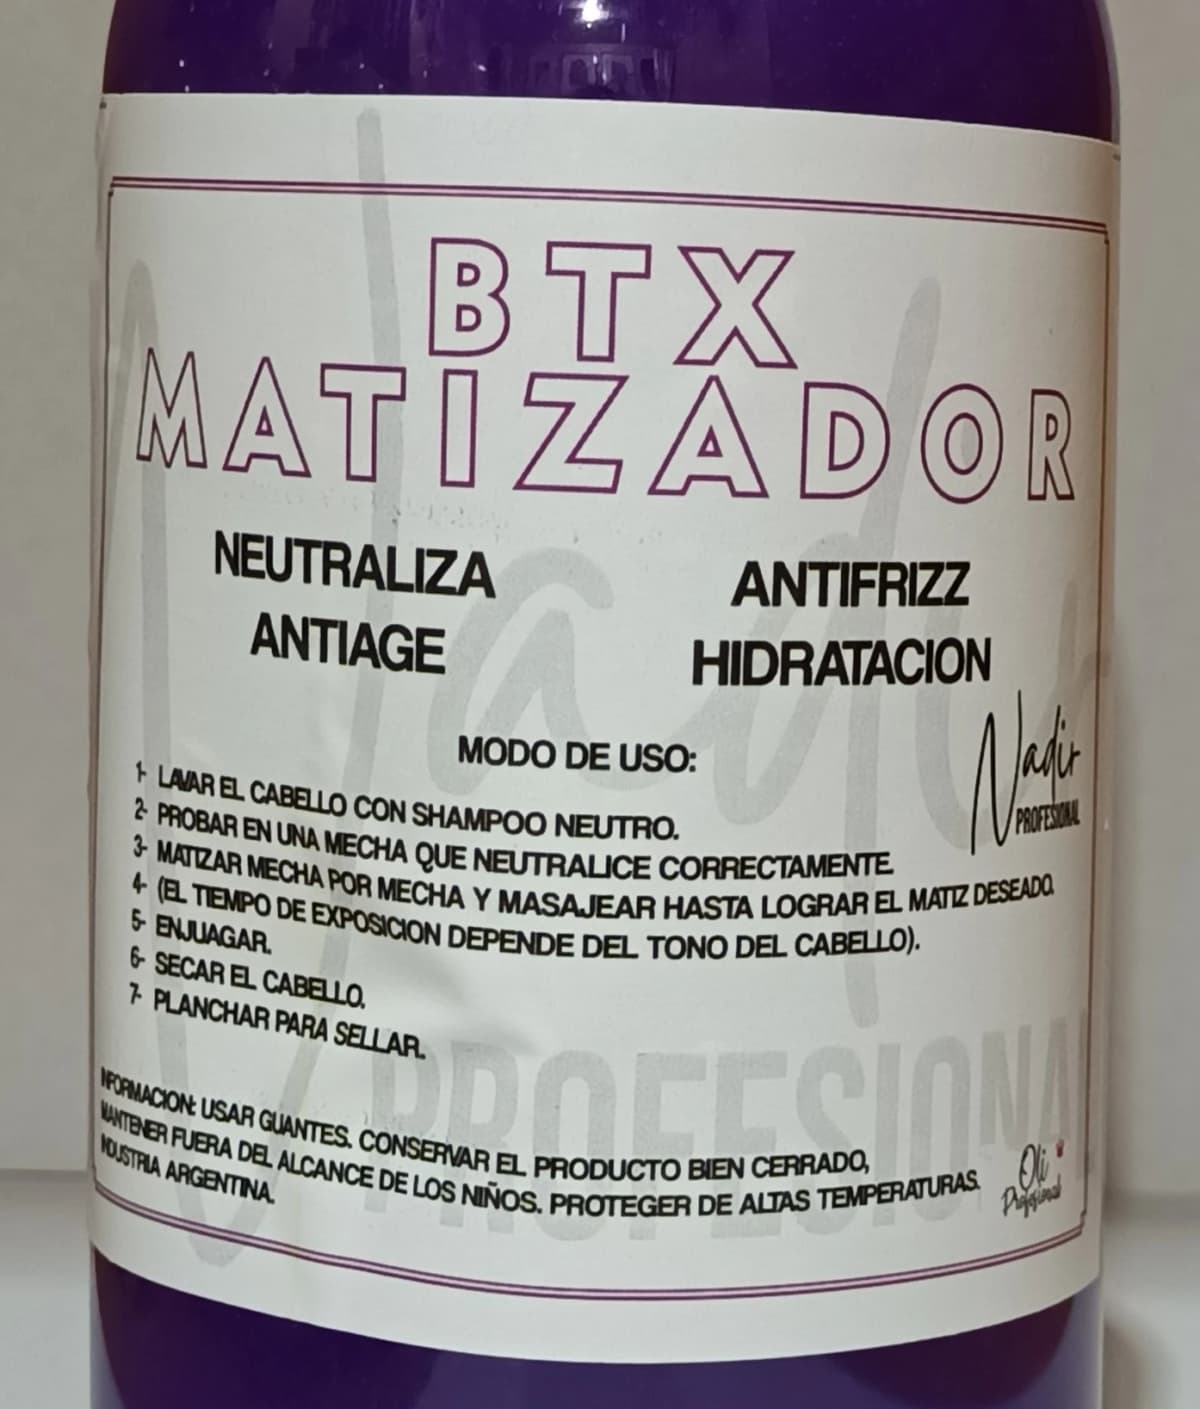 BTX
MATIZADOR
NEUTRALIZA
ANTIAGE
ANTIFRIZZ
HIDRATACION
Nadir
PROFESIONAL
MODO DE USO:
1- LAVAR EL CABELLO CON SHAMPOO NEUTRO.
2- PROBAR EN UNA MECHA QUE NEUTRALICE CORRECTAMENTE.
3- MATIZAR MECHA POR MECHA Y MASAJEAR HASTA LOGRAR EL MATIZ DESEADO.
4- (EL TIEMPO DE EXPOSICION DEPENDE DEL TONO DEL CABELLO).
5- ENJUAGAR.
6- SECAR EL CABELLO.
7- PLANCHAR PARA SELLAR.
INFORMACION: USAR GUANTES. CONSERVAR EL PRODUCTO BIEN CERRADO,
MANTENER FUERA DEL ALCANCE DE LOS NIÑOS. PROTEGER DE ALTAS TEMPERATURAS.
INDUSTRIA ARGENTINA.
Oli
Profesional
Nadir
PROFESIONAL